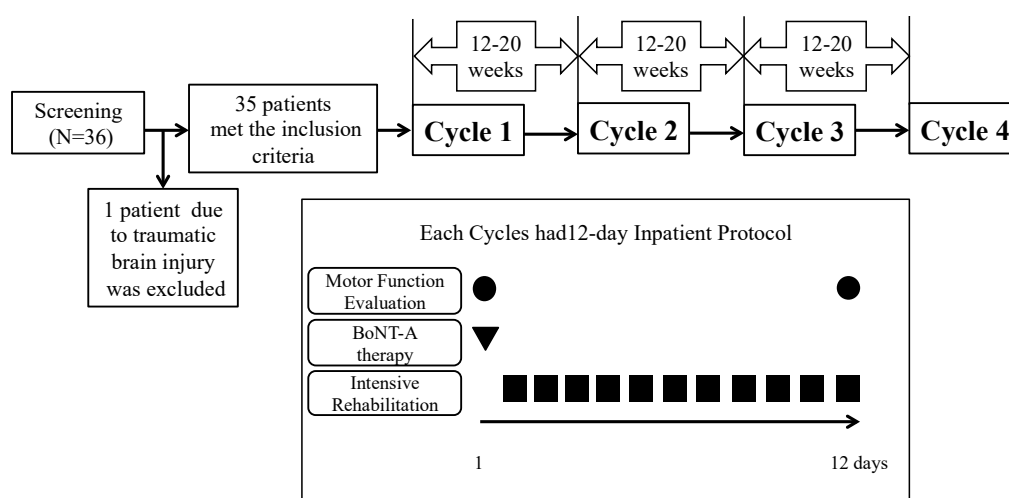 12-20
weeks
12-20
weeks
12-20
weeks
Screening
(N=36)
35 patients
met the inclusion
criteria
Cycle 1
Cycle 2
Cycle 3
Cycle 4
1 patient due
to traumatic
brain injury
was excluded
Each Cycles had12-day Inpatient Protocol
Motor Function
Evaluation
BoNT-A
therapy
Intensive
Rehabilitation
1
12 days